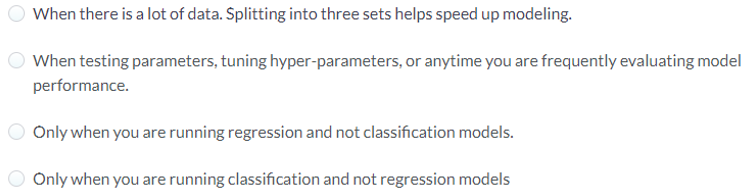 When there is a lot of data. Splitting into three sets helps speed up modeling.
When testing parameters, tuning hyper-parameters, or anytime you are frequently evaluating model
performance.
Only when you are running regression and not classification models.
Only when you are running classification and not regression models